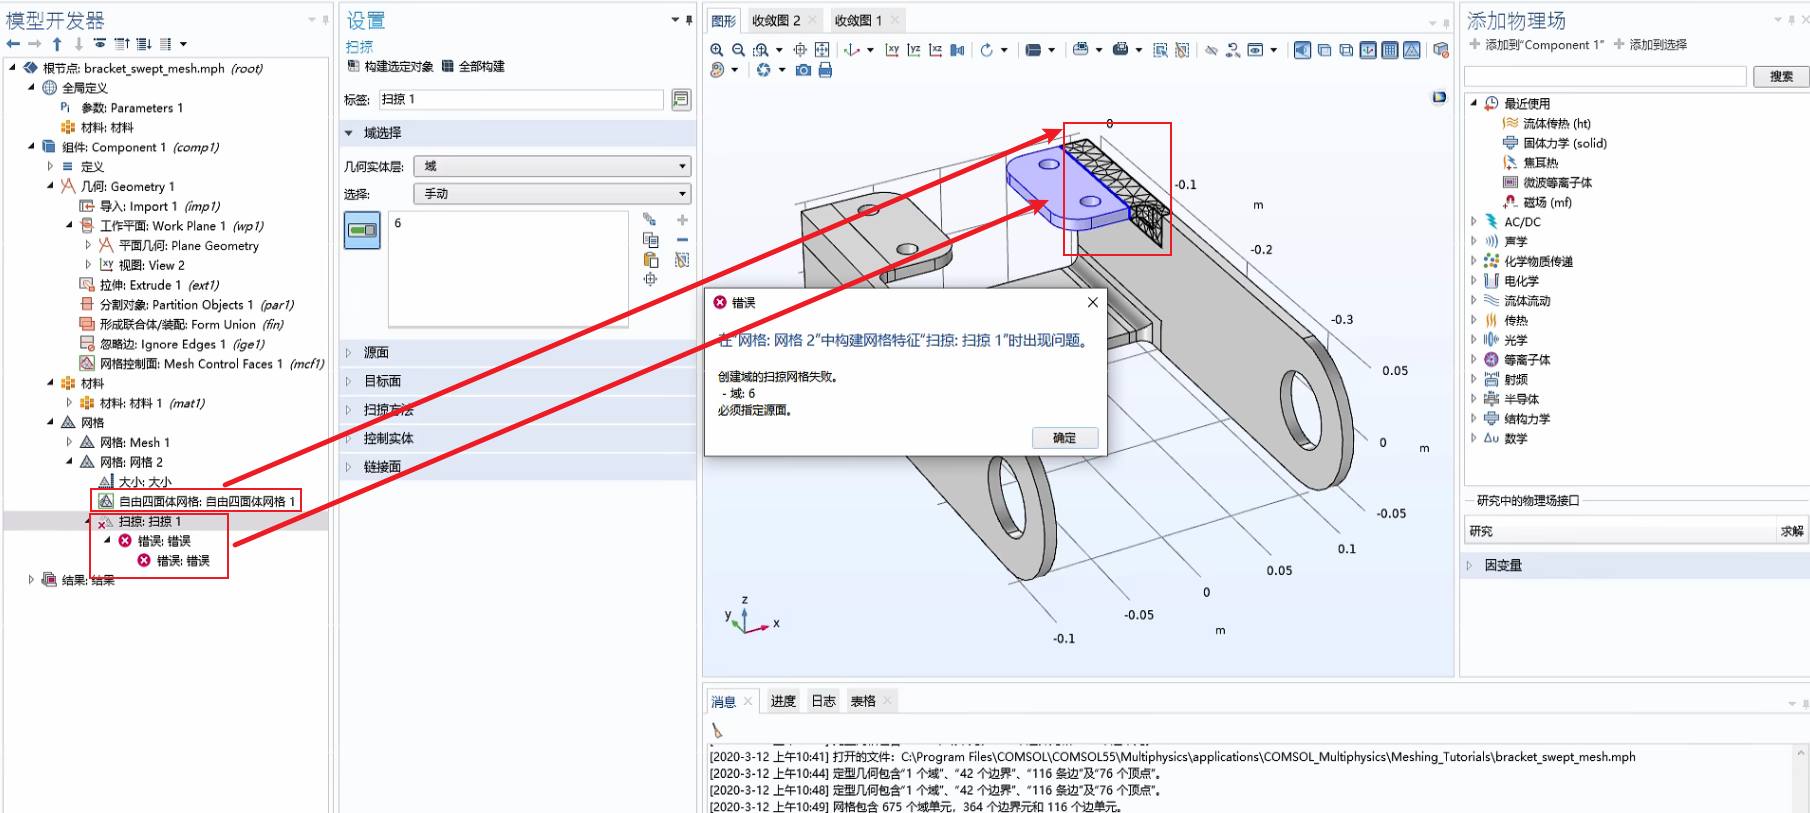 模型开发器
根节点: bracket_swept_mesh.mph (root)
全局定义
Pi 参数: Parameters 1
材料: 材料
组件: Component 1 (comp1)
定义
几何: Geometry 1
导入: Import 1 (imp1)
工作平面: Work Plane 1 (wp1)
平面几何: Plane Geometry
xy 视图: View 2
拉伸: Extrude 1 (ext1)
分割对象: Partition Objects 1 (par1)
形成联合体/装配: Form Union (fin)
忽略边: Ignore Edges 1 (ige1)
网格控制面: Mesh Control Faces 1 (mcf1)
材料
材料: 材料 1 (mat1)
网格
网格: Mesh 1
网格: 网格 2
大小: 大小
自由四面体网格: 自由四面体网格 1
扫掠: 扫掠 1
错误: 错误
错误: 错误
结果: 结果
设置
扫掠
构建选定对象 全部构建
标签: 扫掠 1
域选择
几何实体层: 域
选择: 手动
6
源面
目标面
扫掠方法
控制实体
链接面
图形 收敛图 2 收敛图 1
xy yz xz
0
-0.1
m
-0.2
-0.3
0.05
0
m
-0.05
0.1
0.05
0
-0.05
m
-0.1
z
y
x
错误
在"网格: 网格 2"中构建网格特征"扫掠: 扫掠 1"时出现问题。
创建域的扫掠网格失败。
- 域: 6
必须指定源面。
确定
消息 进度 日志 表格
[2020-3-12 上午10:41] 打开的文件: C:\Program Files\COMSOL\COMSOL55\Multiphysics\applications\COMSOL_Multiphysics\Meshing_Tutorials\bracket_swept_mesh.mph
[2020-3-12 上午10:44] 定型几何包含"1 个域"、"42 个边界"、"116 条边"及"76 个顶点"。
[2020-3-12 上午10:48] 定型几何包含"1 个域"、"42 个边界"、"116 条边"及"76 个顶点"。
[2020-3-12 上午10:49] 网格包含 675 个域单元, 364 个边界元和 116 个边单元。
添加物理场
添加到"Component 1" 添加到选择
搜索
最近使用
流体传热 (ht)
固体力学 (solid)
焦耳热
微波等离子体
磁场 (mf)
AC/DC
声学
化学物质传递
电化学
流体流动
传热
光学
等离子体
射频
半导体
结构力学
Δu 数学
研究中的物理场接口
研究 求解
因变量